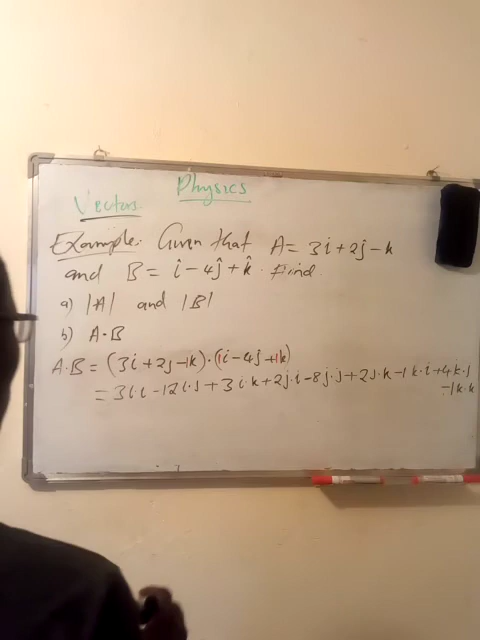 Physics
Vectors.
Example: Given that A = 3i + 2j - k
and B = î - 4ĵ + k̂. Find
a) |A| and |B|
b) A·B
A·B = (3i + 2j - 1k)·(1i - 4j + 1k)
= 3i·i - 12i·j + 3i·k + 2j·i - 8j·j + 2j·k - 1k·i + 4k·j
- 1k·k